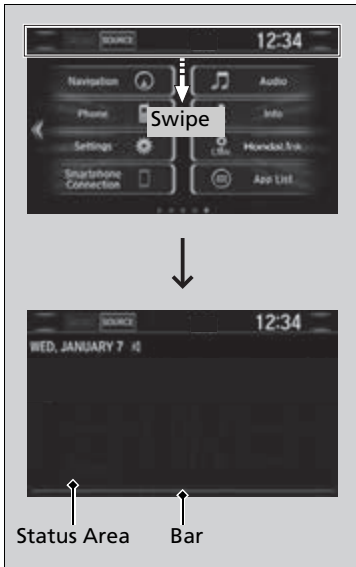 SOURCE 12:34
Navigation Audio
Phone Info
Swipe
Settings HondaLink
Smartphone App List
Connection
SOURCE 12:34
WED, JANUARY 7
Status Area Bar